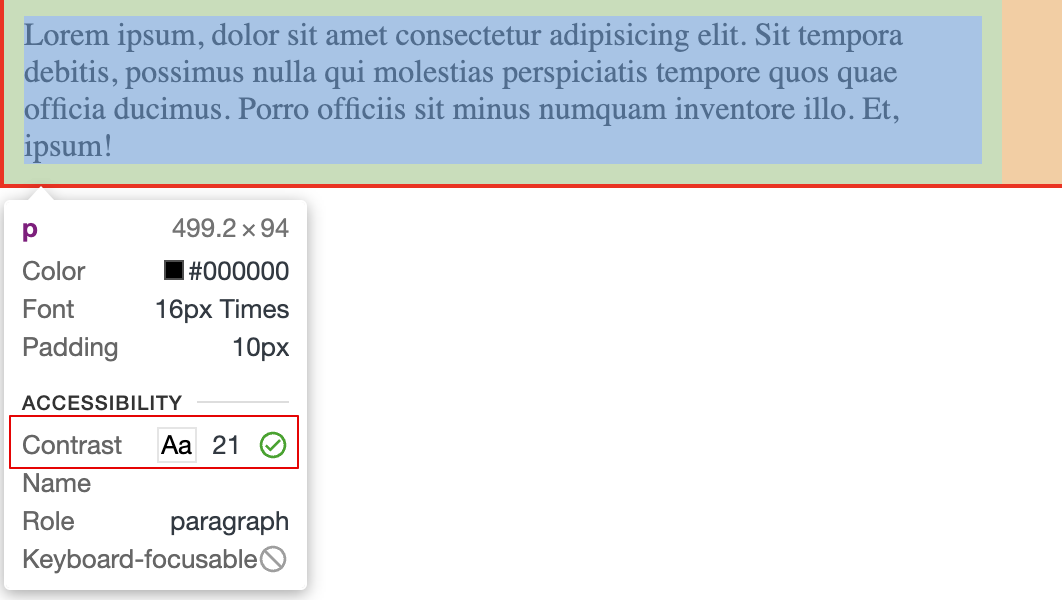 Lorem ipsum, dolor sit amet consectetur adipisicing elit. Sit tempora
debitis, possimus nulla qui molestias perspiciatis tempore quos quae
officia ducimus. Porro officiis sit minus numquam inventore illo. Et,
ipsum!
p 499.2 × 94
Color #000000
Font 16px Times
Padding 10px
ACCESSIBILITY
Contrast Aa 21
Name
Role paragraph
Keyboard-focusable